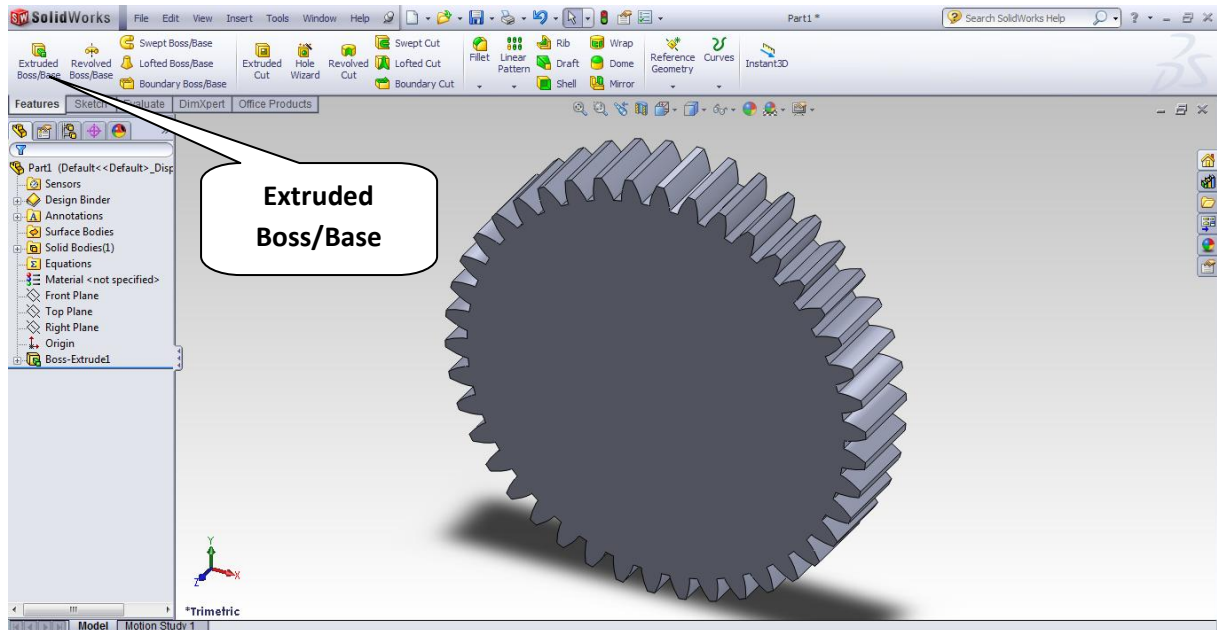 SolidWorks File Edit View Insert Tools Window Help Part1 * Search SolidWorks Help ?
Extruded Boss/Base
Revolved Boss/Base
Swept Boss/Base
Lofted Boss/Base
Boundary Boss/Base
Extruded Cut
Hole Wizard
Revolved Cut
Swept Cut
Lofted Cut
Boundary Cut
Fillet
Linear Pattern
Rib
Draft
Shell
Wrap
Dome
Mirror
Reference Geometry
Curves
Instant3D
Features Sketch Evaluate DimXpert Office Products
Part1 (Default<<Default>_Disp
Sensors
Design Binder
Annotations
Surface Bodies
Solid Bodies(1)
Equations
Material <not specified>
Front Plane
Top Plane
Right Plane
Origin
Boss-Extrude1
Extruded
Boss/Base
Y
X
Z
*Trimetric
Model Motion Study 1